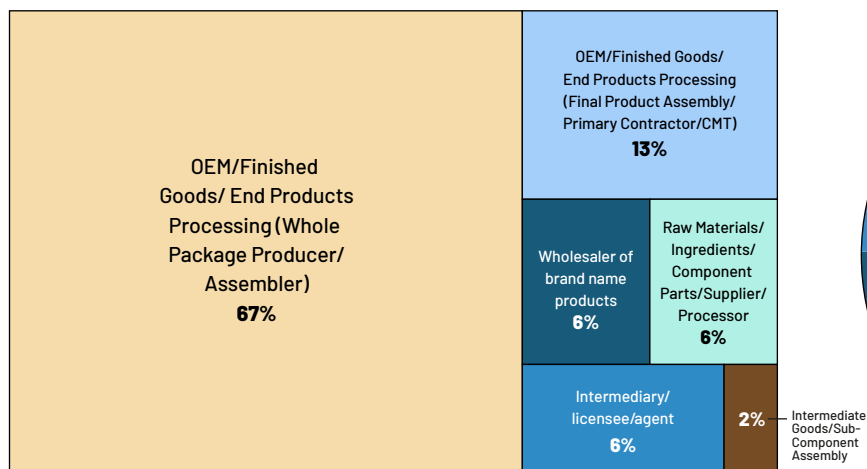 OEM/Finished
Goods/ End Products
Processing (Whole
Package Producer/
Assembler)
67%
OEM/Finished Goods/
End Products Processing
(Final Product Assembly/
Primary Contractor/CMT)
13%
Wholesaler of
brand name
products
6%
Raw Materials/
Ingredients/
Component
Parts/Supplier/
Processor
6%
Intermediary/
licensee/agent
6%
2%
Intermediate
Goods/Sub-
Component
Assembly